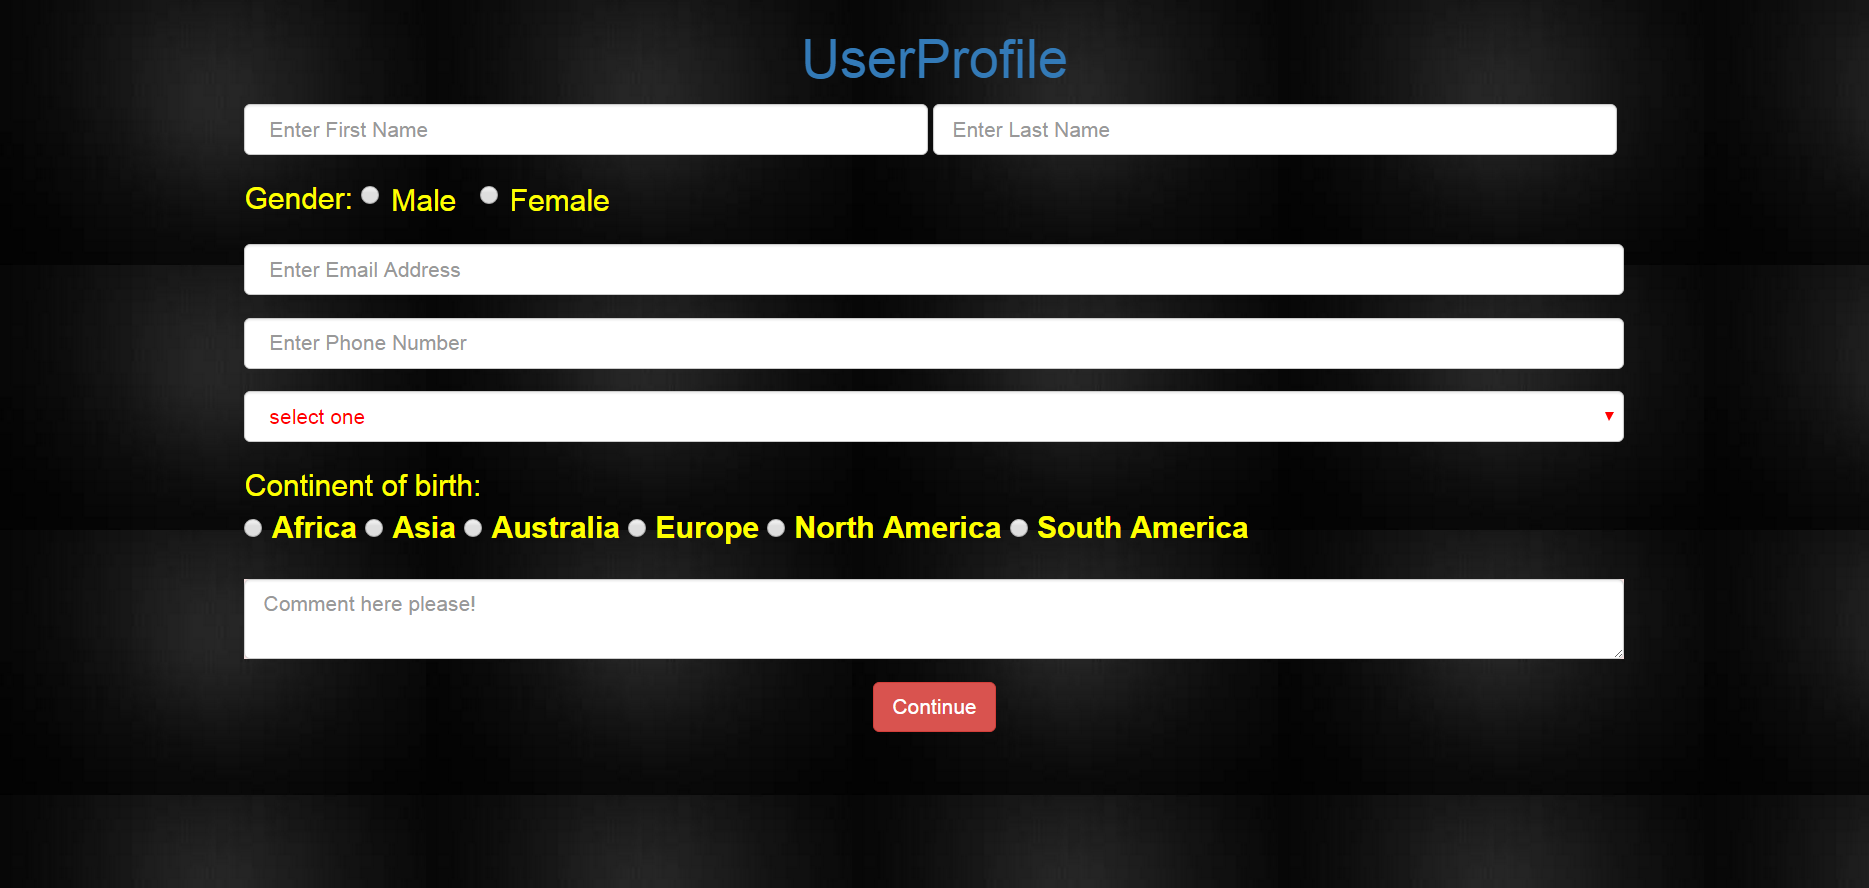 UserProfile
Enter First Name Enter Last Name
Gender: Male Female
Enter Email Address
Enter Phone Number
select one
Continent of birth:
Africa Asia Australia Europe North America South America
Comment here please!
Continue